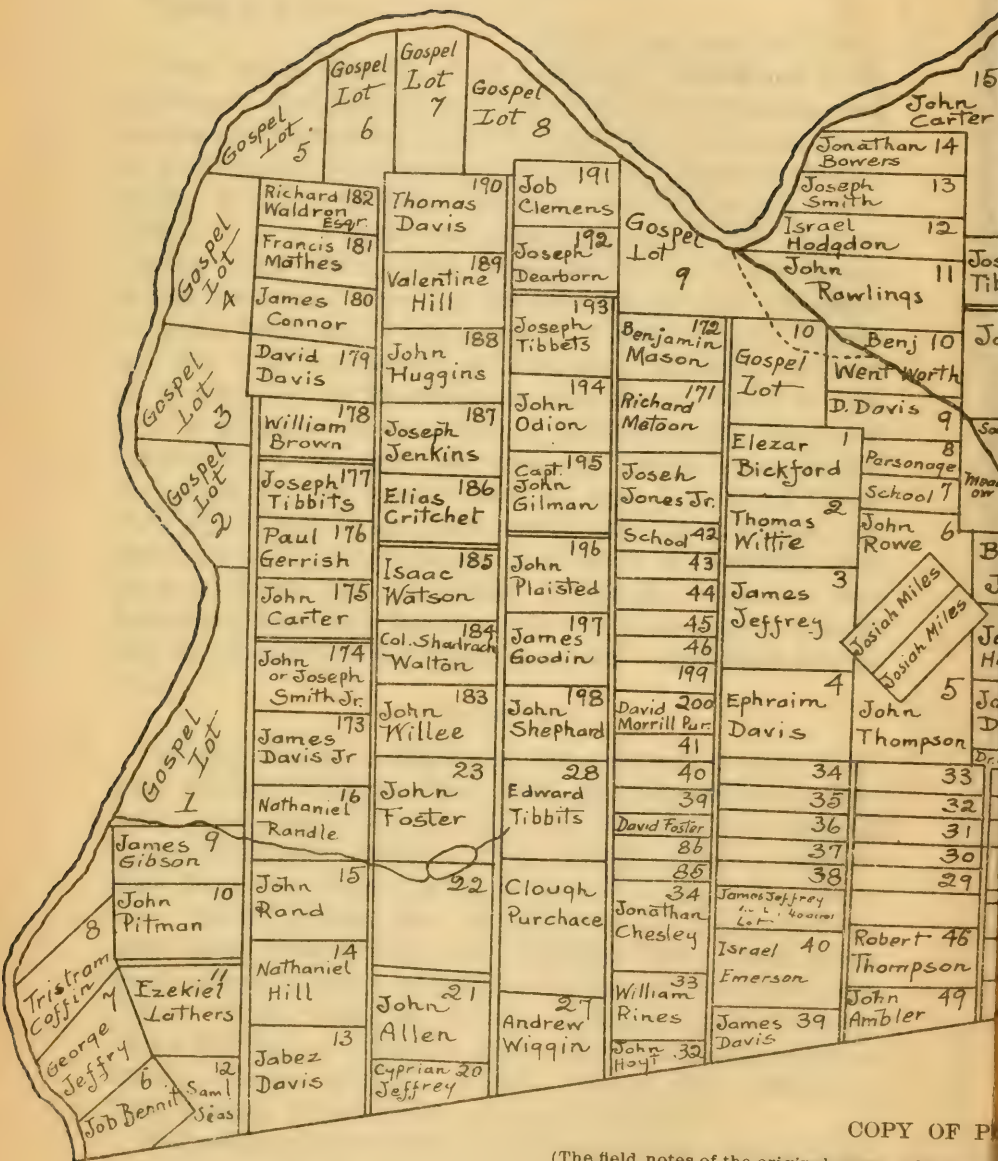 Gospel
Lot
5
Gospel
Lot
6
Gospel
Lot
7
Gospel
Lot 8
Gospel
Lot
4
Gospel
Lot
3
Gospel
Lot
2
Gospel
Lot
1
Richard 182
Waldron
Esqr.
Francis 181
Mathes
James 180
Connor
David 179
Davis
178
William
Brown
Joseph 177
Tibbits
Paul 176
Gerrish
John 175
Carter
John 174
or Joseph
Smith Jr.
173
James
Davis Jr
16
Nathaniel
Randle
John 15
Rand
14
Nathaniel
Hill
13
Jabez
Davis
James 9
Gibson
John 10
Pitman
11
Ezekiel
Lathers
12
Saml
Seas
8
Tristram
Coffin
7
George
Jeffry
6
Job Bennit
190
Thomas
Davis
189
Valentine
Hill
188
John
Huggins
187
Joseph
Jenkins
186
Elias
Critchet
Isaac 185
Watson
184
Col. Shadrach
Walton
183
John
Willee
23
John
Foster
22
John 21
Allen
Cyprian 20
Jeffrey
Job 191
Clemens
192
Joseph
Dearborn
193
Joseph
Tibbets
194
John
Odion
Capt. 195
John
Gilman
196
John
Plaisted
197
James
Goodin
198
John
Shephard
28
Edward
Tibbits
Clough
Purchace
27
Andrew
Wiggin
Gospel
Lot
9
172
Benjamin
Mason
171
Richard
Matoon
Joseh
Jones Jr.
School 42
43
44
45
46
199
David 200
Morrill Pur.
41
40
39
David Foster
86
85
34
Jonathan
Chesley
33
William
Rines
John
Hoyt 32
10
Gospel
Lot
1
Elezar
Bickford
2
Thomas
Wittie
3
James
Jeffrey
4
Ephraim
Davis
34
35
36
37
38
James Jeffrey
Lot
Israel 40
Emerson
James 39
Davis
15
John
Carter
Jonathan 14
Bowers
Joseph 13
Smith
Israel 12
Hodgdon
John 11
Rawlings
Benj 10
Went Worth
D. Davis 9
8
Parsonage
School 7
John 6
Rowe
Josiah Miles
Josiah Miles
5
John
Thompson
33
32
31
30
29
Robert 46
Thompson
John 49
Ambler
Jos
Tib
COPY OF P
(The field notes of the origin